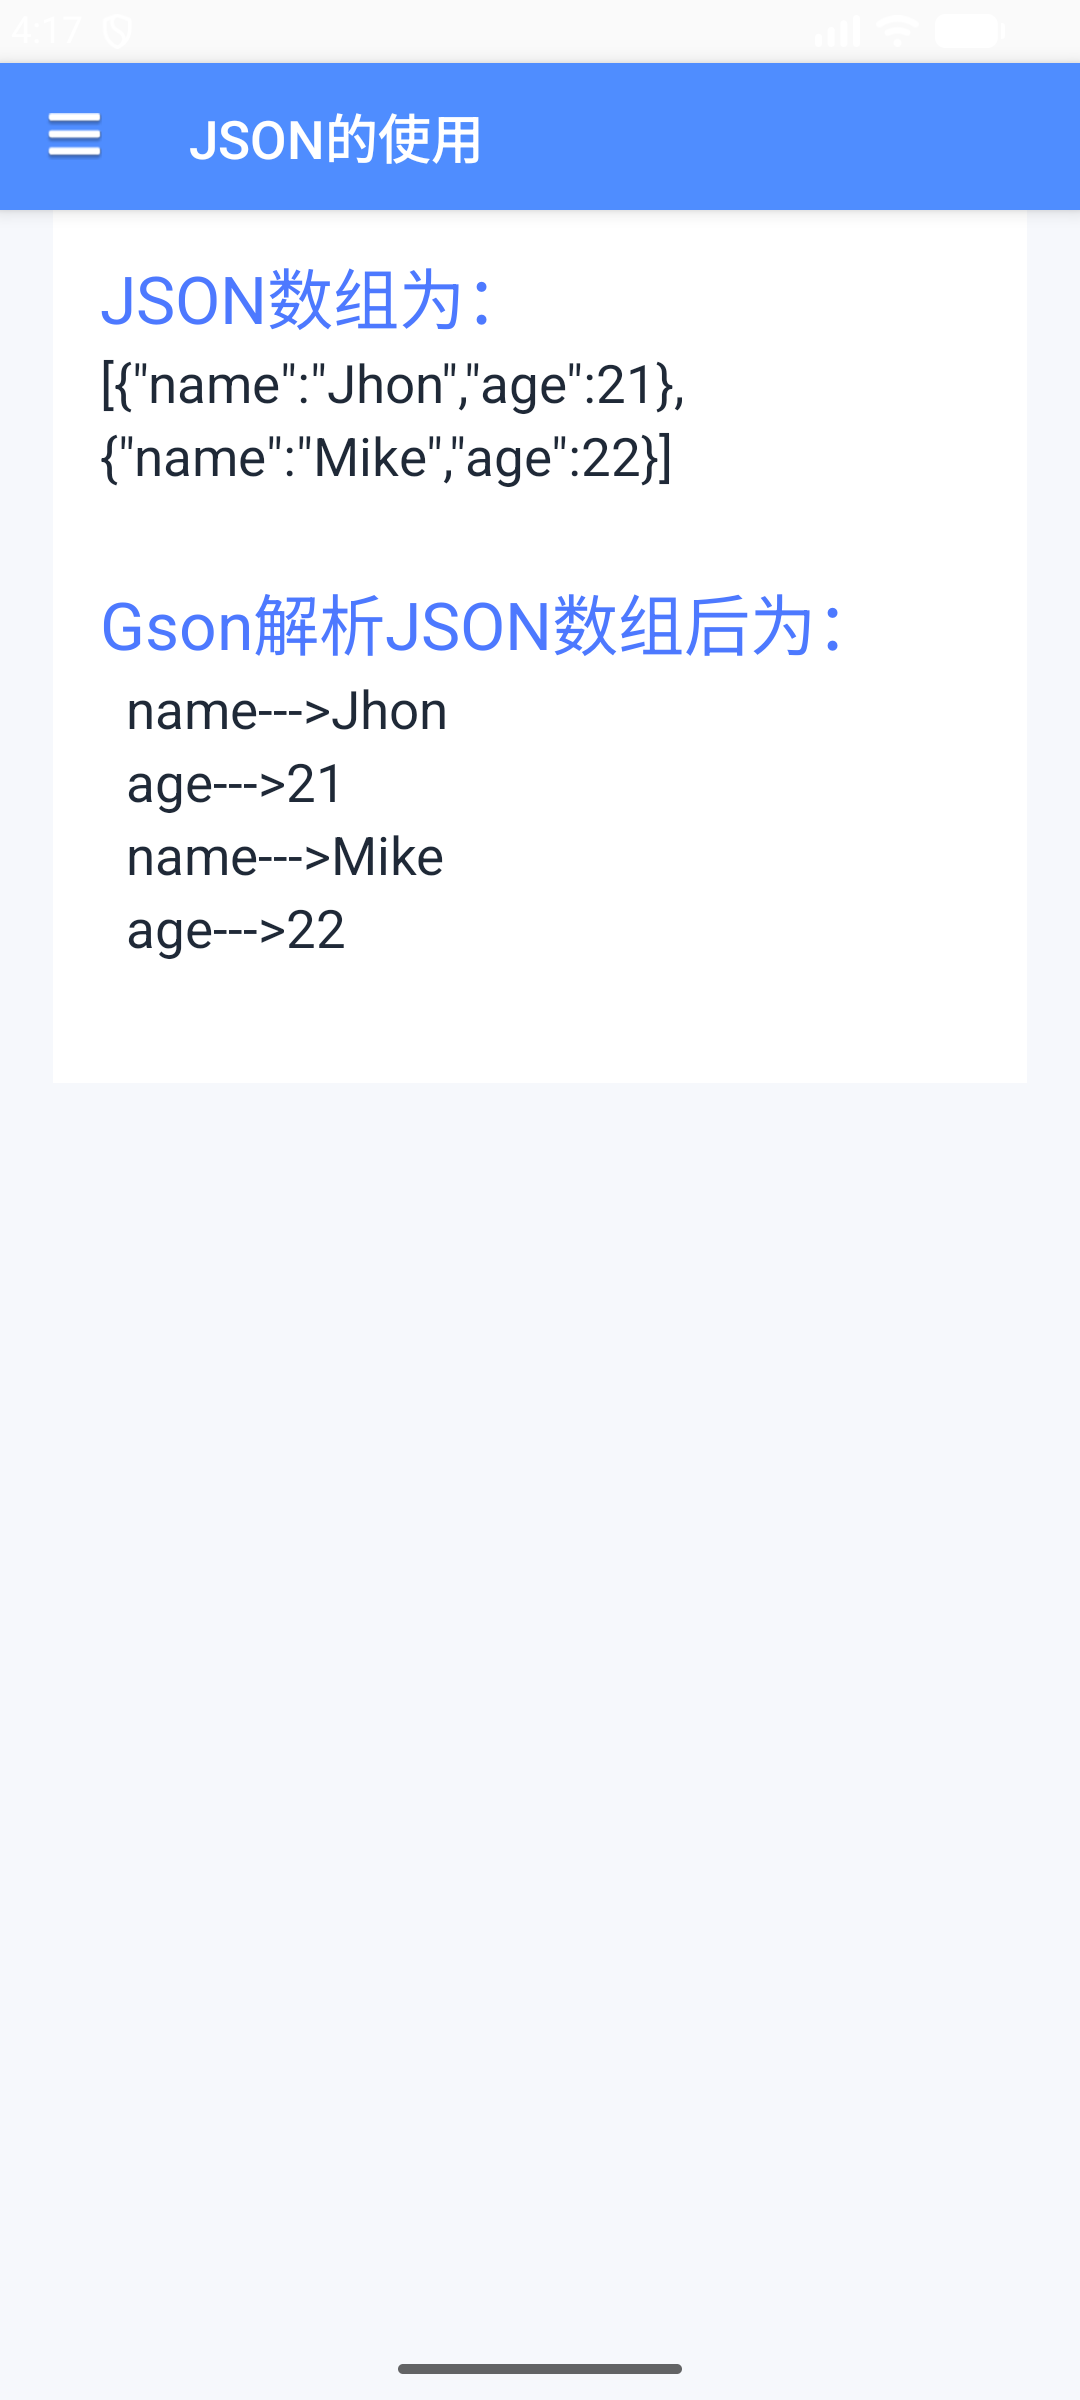 4:17
JSON的使用
JSON数组为：
[{"name":"Jhon","age":21},
{"name":"Mike","age":22}]
Gson解析JSON数组后为：
name--->Jhon
age--->21
name--->Mike
age--->22